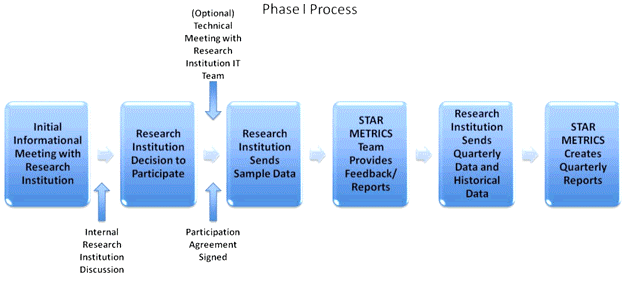 Phase I Process
(Optional)
Technical
Meeting with
Research
Institution IT
Team
Initial
Informational
Meeting with
Research
Institution
Research
Institution
Decision to
Participate
Research
Institution
Sends
Sample Data
STAR
METRICS
Team
Provides
Feedback/
Reports
Research
Institution
Sends
Quarterly
Data and
Historical
Data
STAR
METRICS
Creates
Quarterly
Reports
Internal
Research
Institution
Discussion
Participation
Agreement
Signed